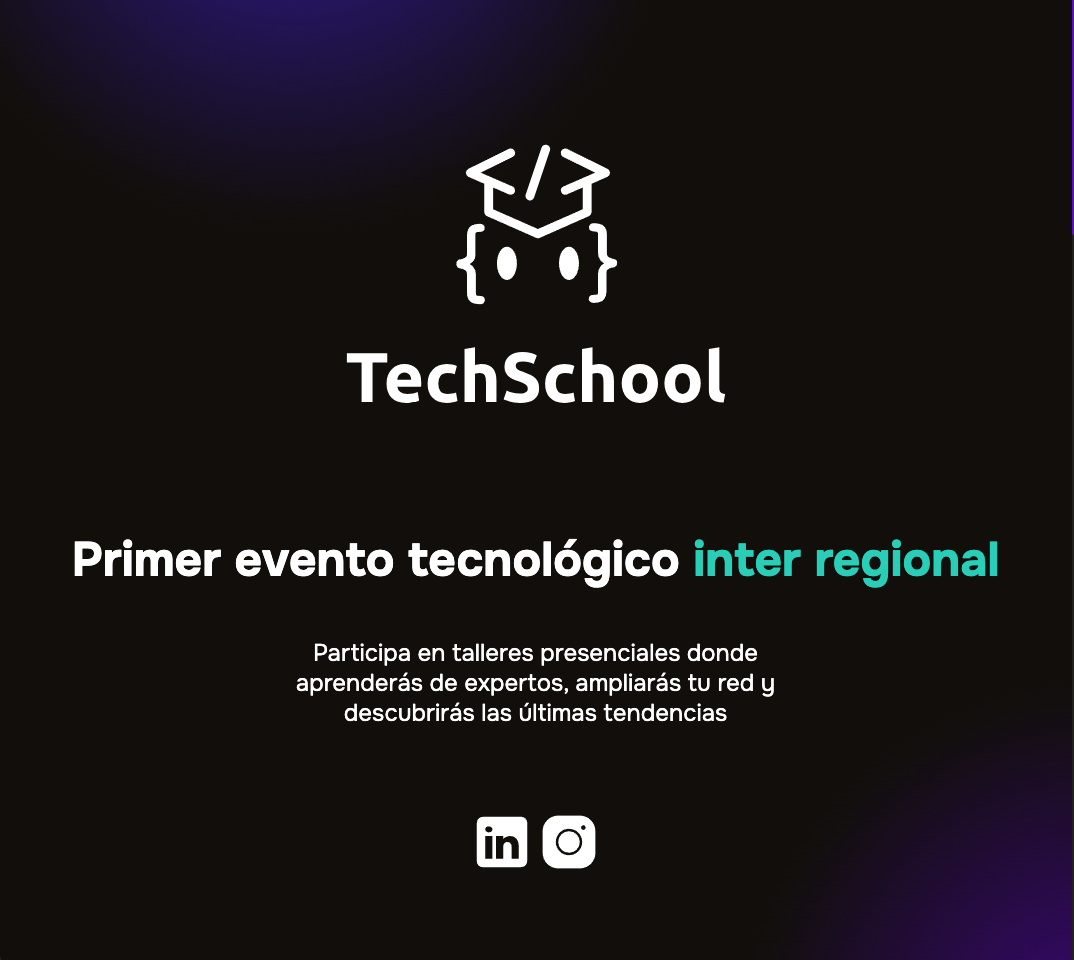 TechSchool
Primer evento tecnológico inter regional
Participa en talleres presenciales donde
aprenderás de expertos, ampliarás tu red y
descubrirás las últimas tendencias
in